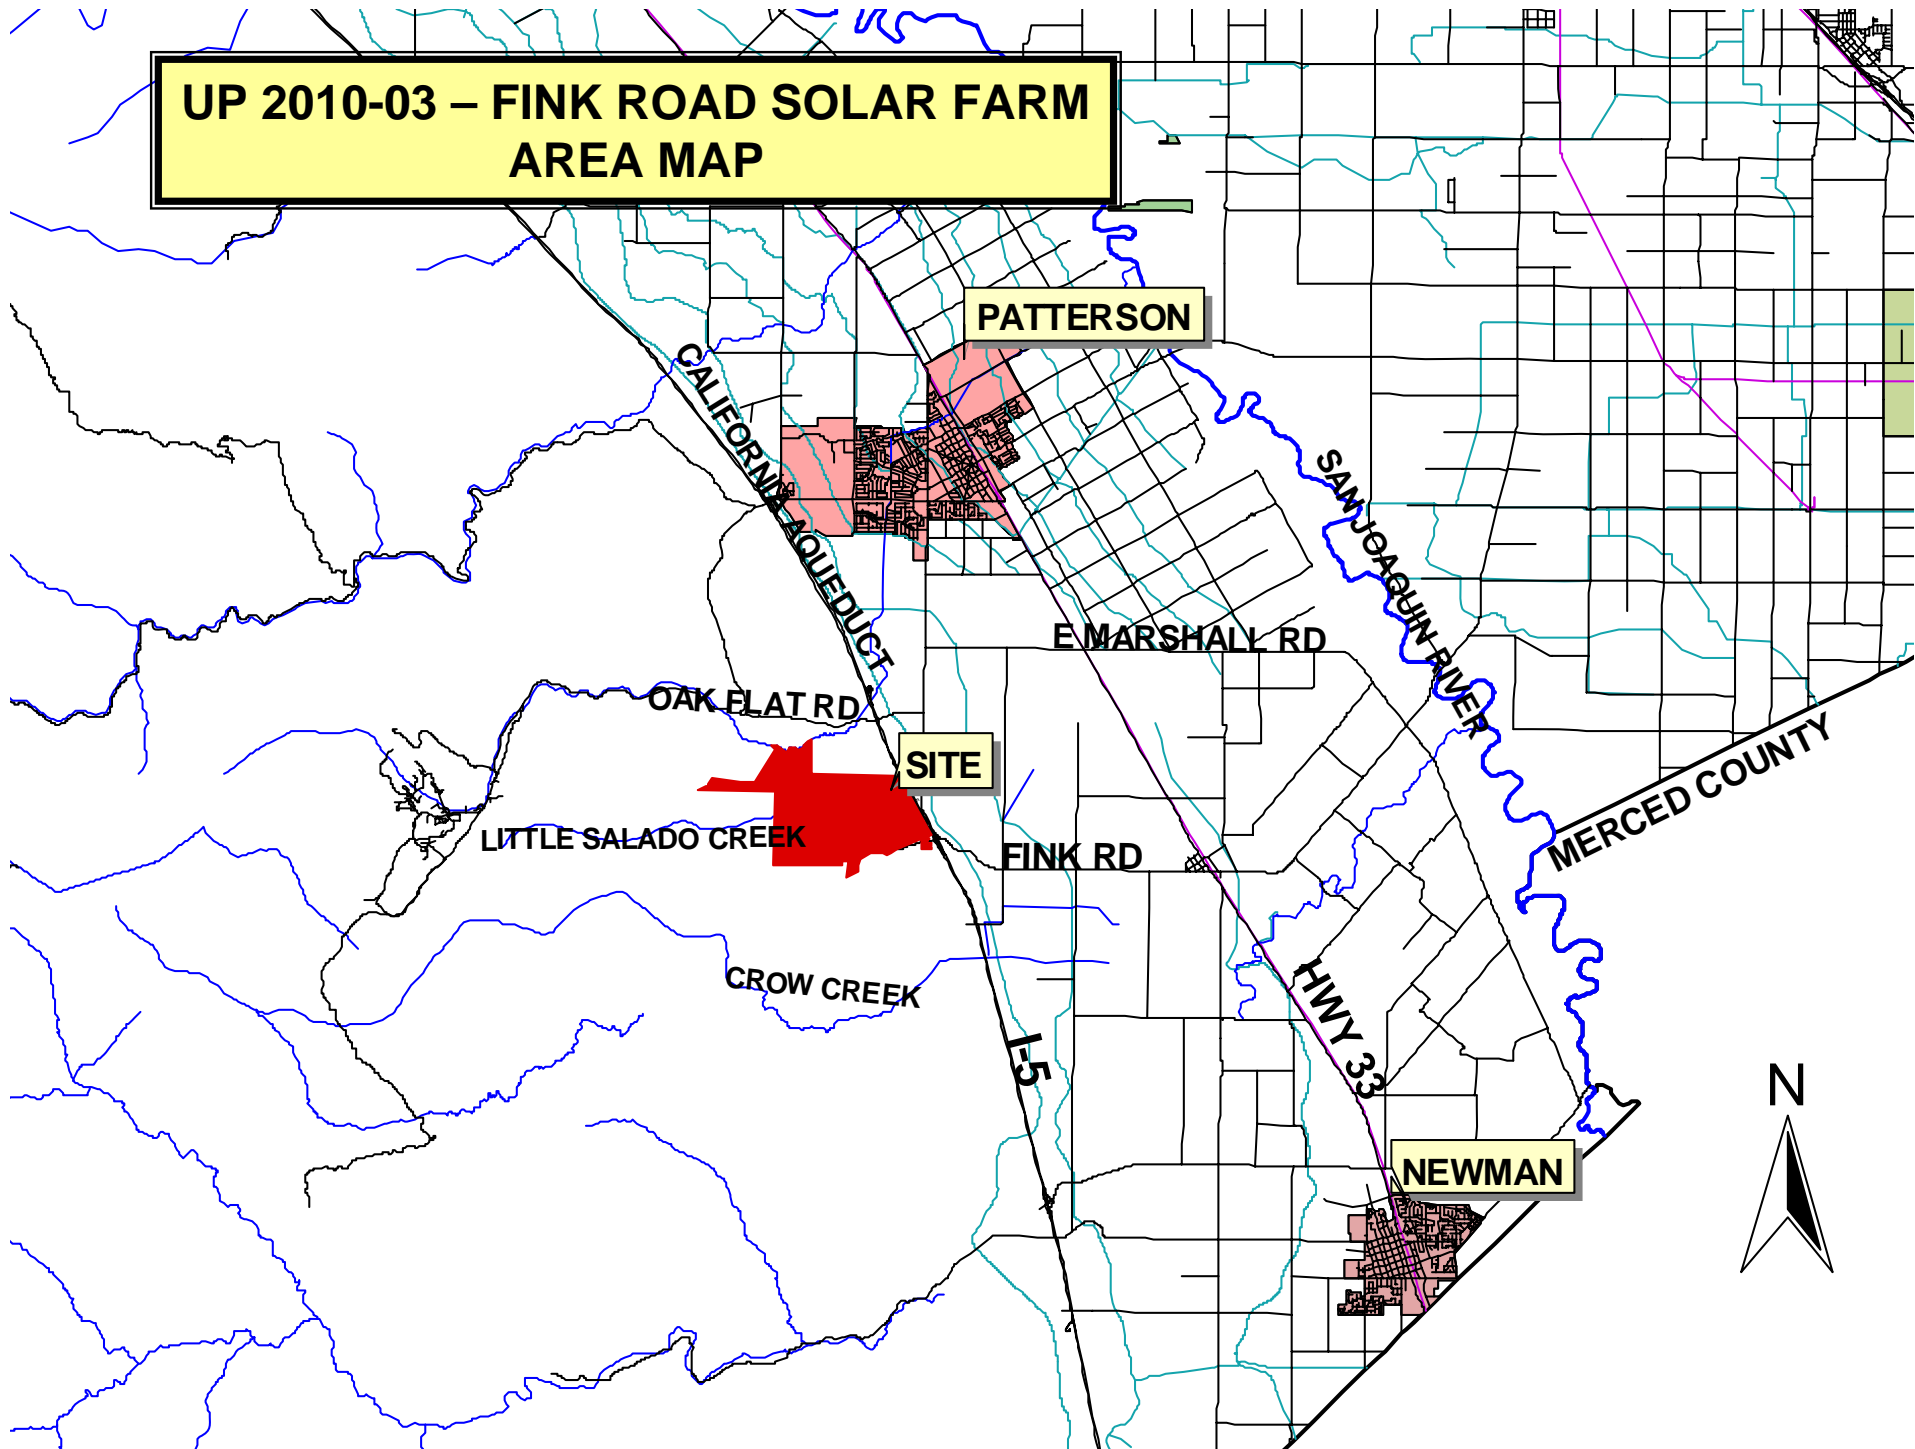 UP 2010-03 – FINK ROAD SOLAR FARM
AREA MAP
PATTERSON
CALIFORNIA AQUEDUCT
SAN JOAQUIN RIVER
E MARSHALL RD
OAK FLAT RD
SITE
MERCED COUNTY
LITTLE SALADO CREEK
FINK RD
CROW CREEK
HWY 33
I-5
N
NEWMAN